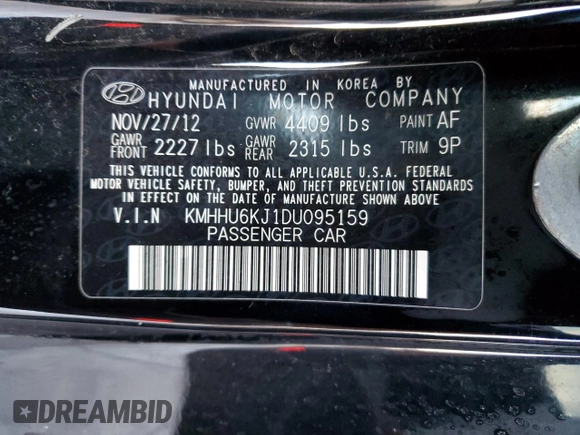 MANUFACTURED IN KOREA BY
HYUNDAI MOTOR COMPANY
NOV/27/12 GVWR 4409 lbs PAINT AF
GAWR FRONT 2227 lbs GAWR REAR 2315 lbs TRIM 9P
THIS VEHICLE CONFORMS TO ALL APPLICABLE U.S.A. FEDERAL
MOTOR VEHICLE SAFETY, BUMPER, AND THEFT PREVENTION STANDARDS
IN EFFECT ON THE DATE OF MANUFACTURE SHOWN ABOVE.
V.I.N KMHHU6KJ1DU095159
PASSENGER CAR
DREAMBID